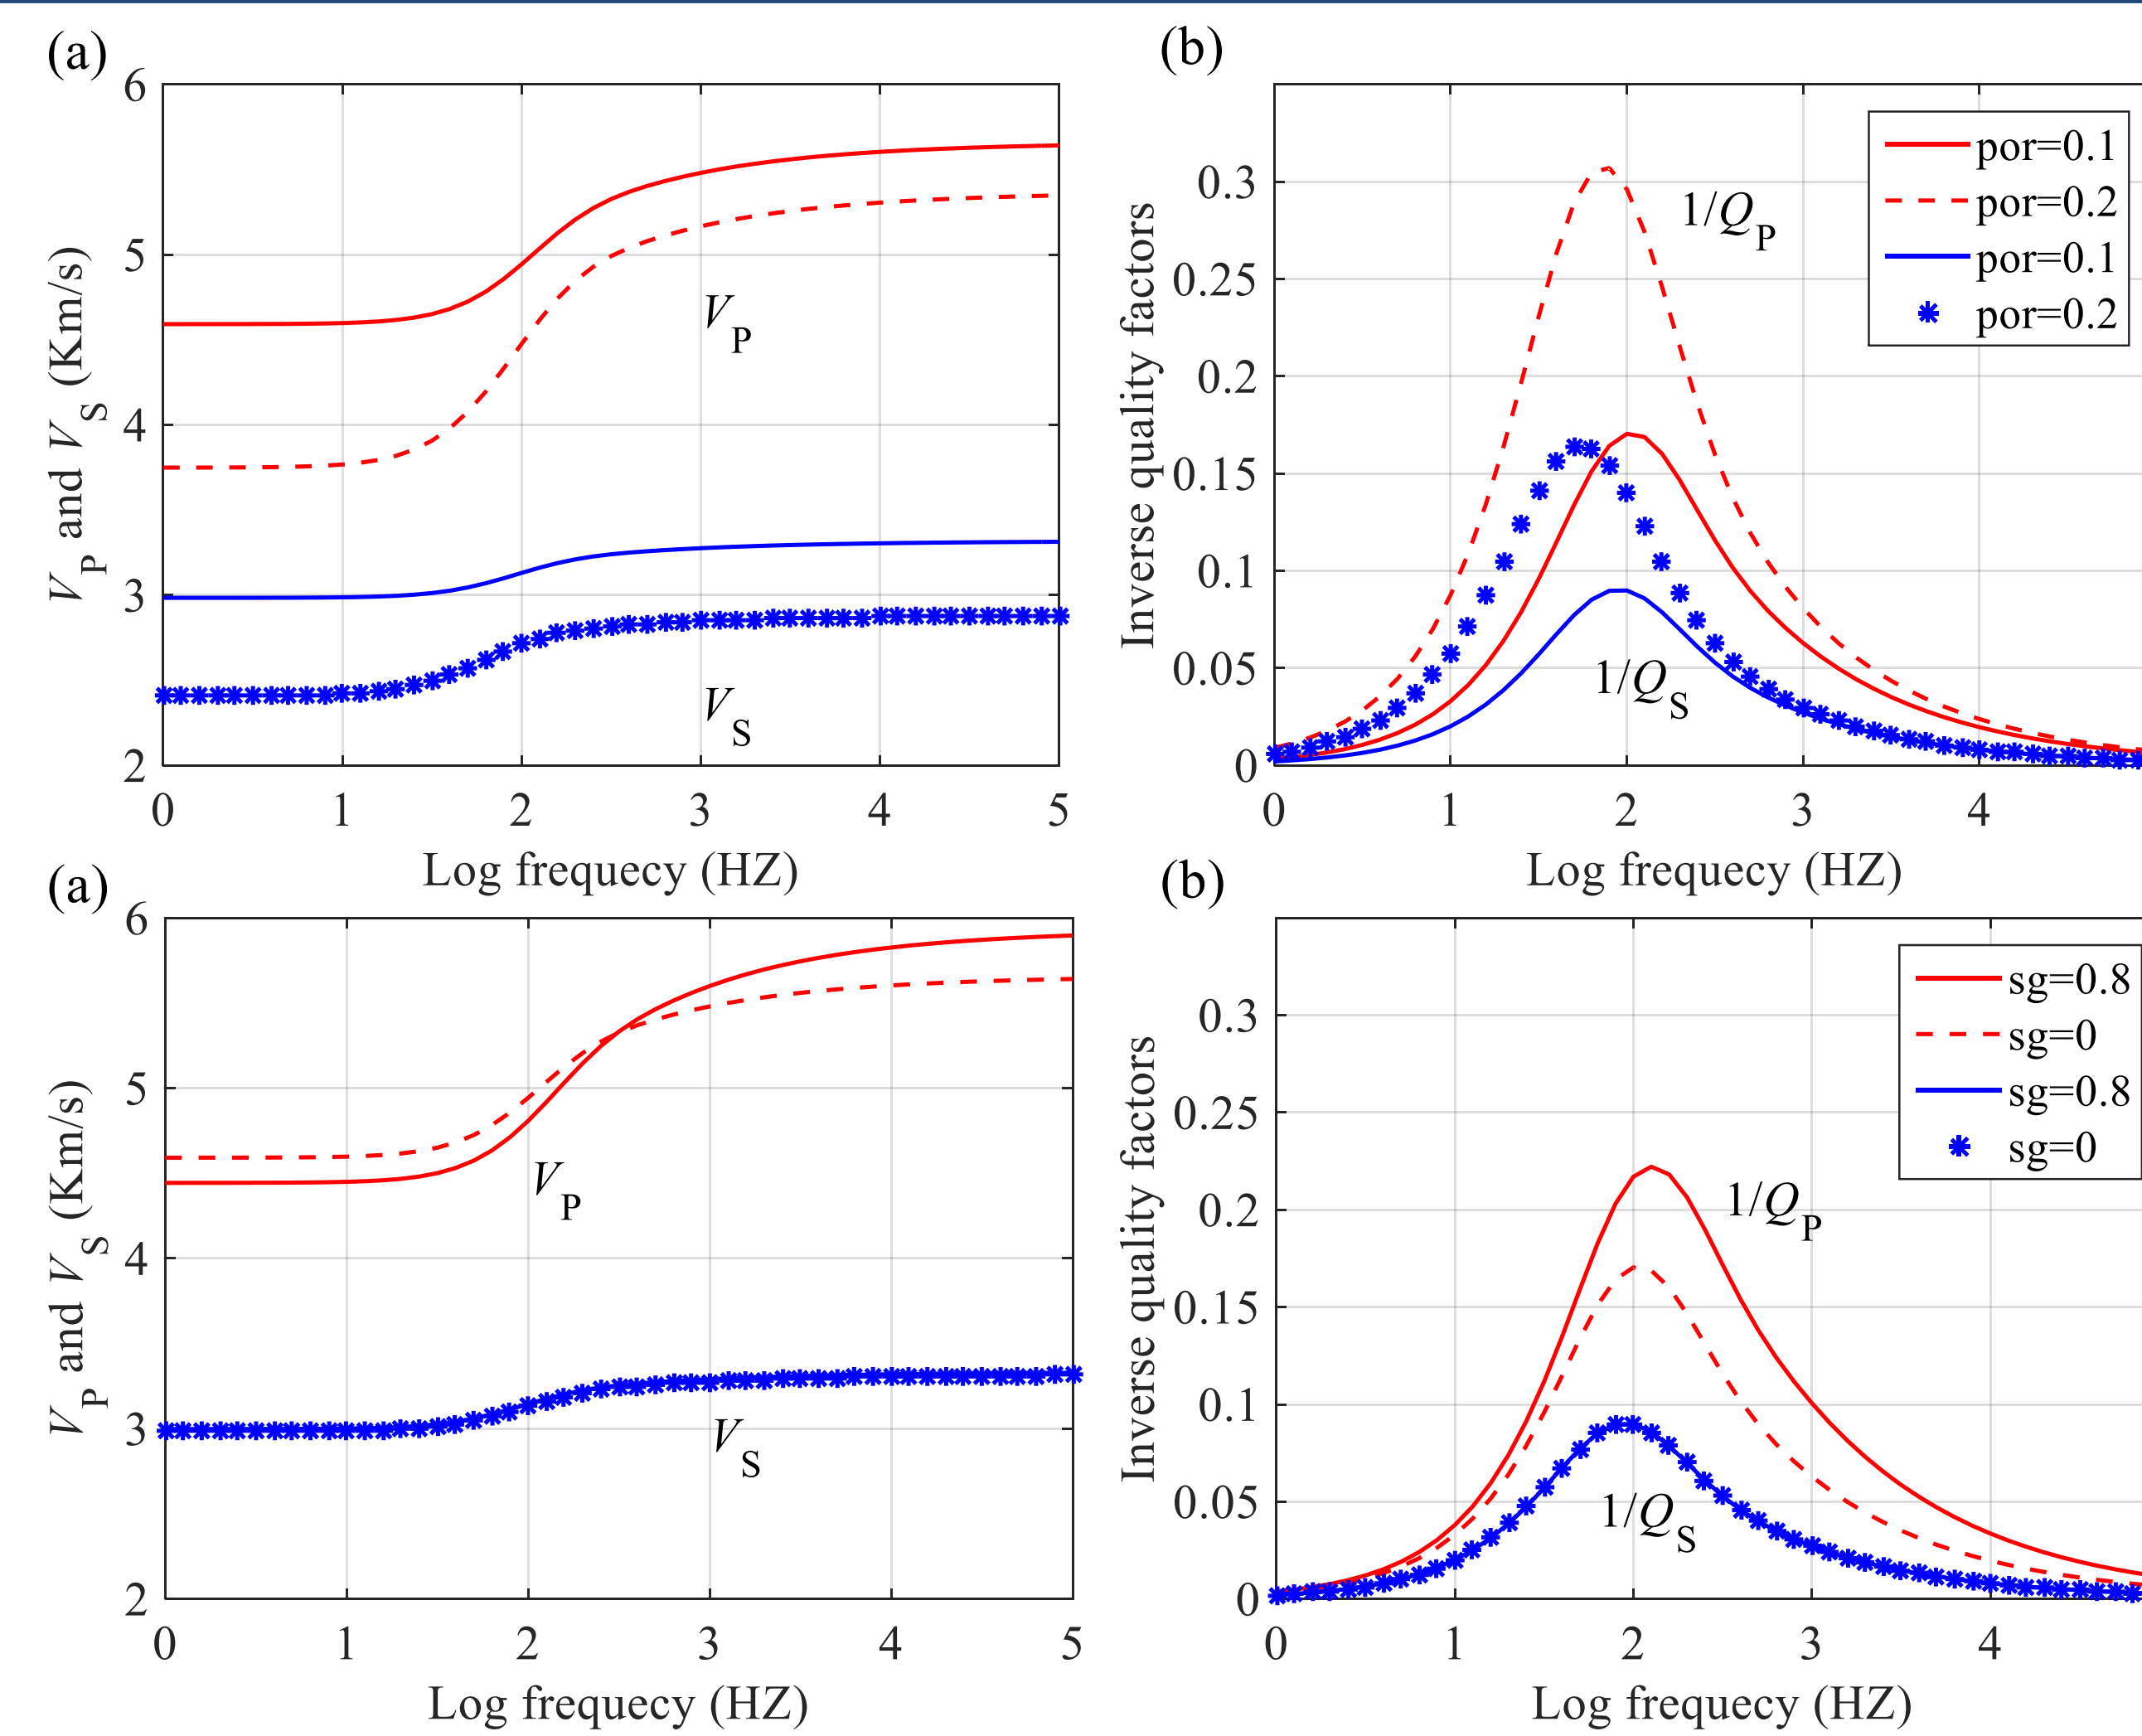 (a)
6
5
4
3
2
V_P and V_S (Km/s)
V_P
V_S
0 1 2 3 4 5
Log frequecy (HZ)
(b)
0.3
0.25
0.2
0.15
0.1
0.05
0
Inverse quality factors
1/Q_P
1/Q_S
por=0.1
por=0.2
por=0.1
por=0.2
0 1 2 3 4
Log frequecy (HZ)
(a)
6
5
4
3
2
V_P and V_S (Km/s)
V_P
V_S
0 1 2 3 4 5
Log frequecy (HZ)
(b)
0.3
0.25
0.2
0.15
0.1
0.05
0
Inverse quality factors
1/Q_P
1/Q_S
sg=0.8
sg=0
sg=0.8
sg=0
0 1 2 3 4
Log frequecy (HZ)